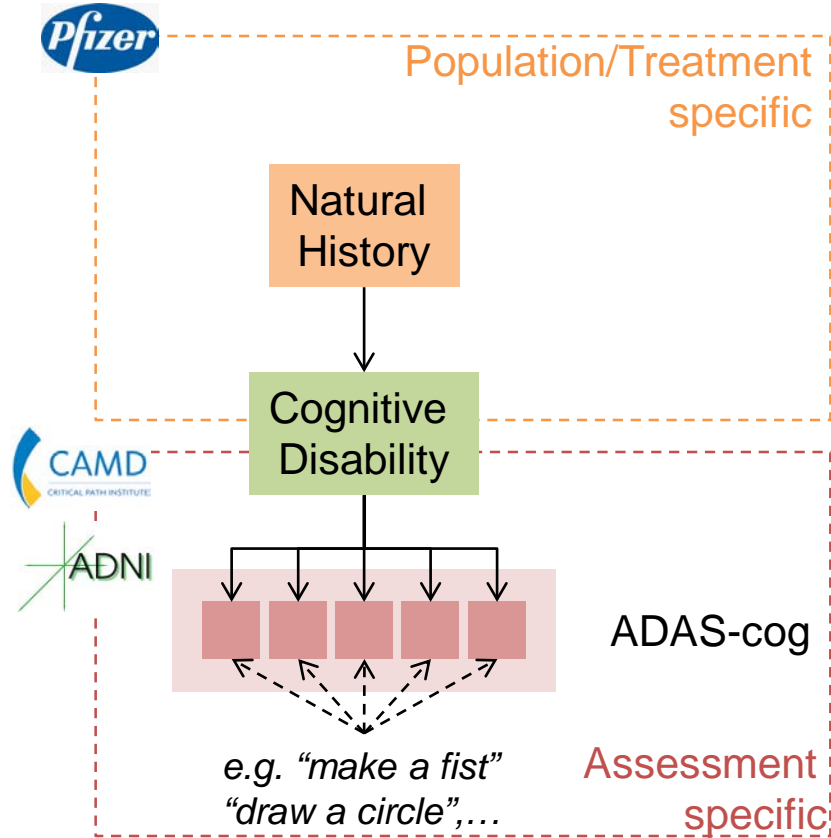 Pfizer
Population/Treatment
specific
Natural
History
Cognitive
Disability
CAMD
CRITICAL PATH INSTITUTE
ADNI
ADAS-cog
e.g. “make a fist”
“draw a circle”,…
Assessment
specific